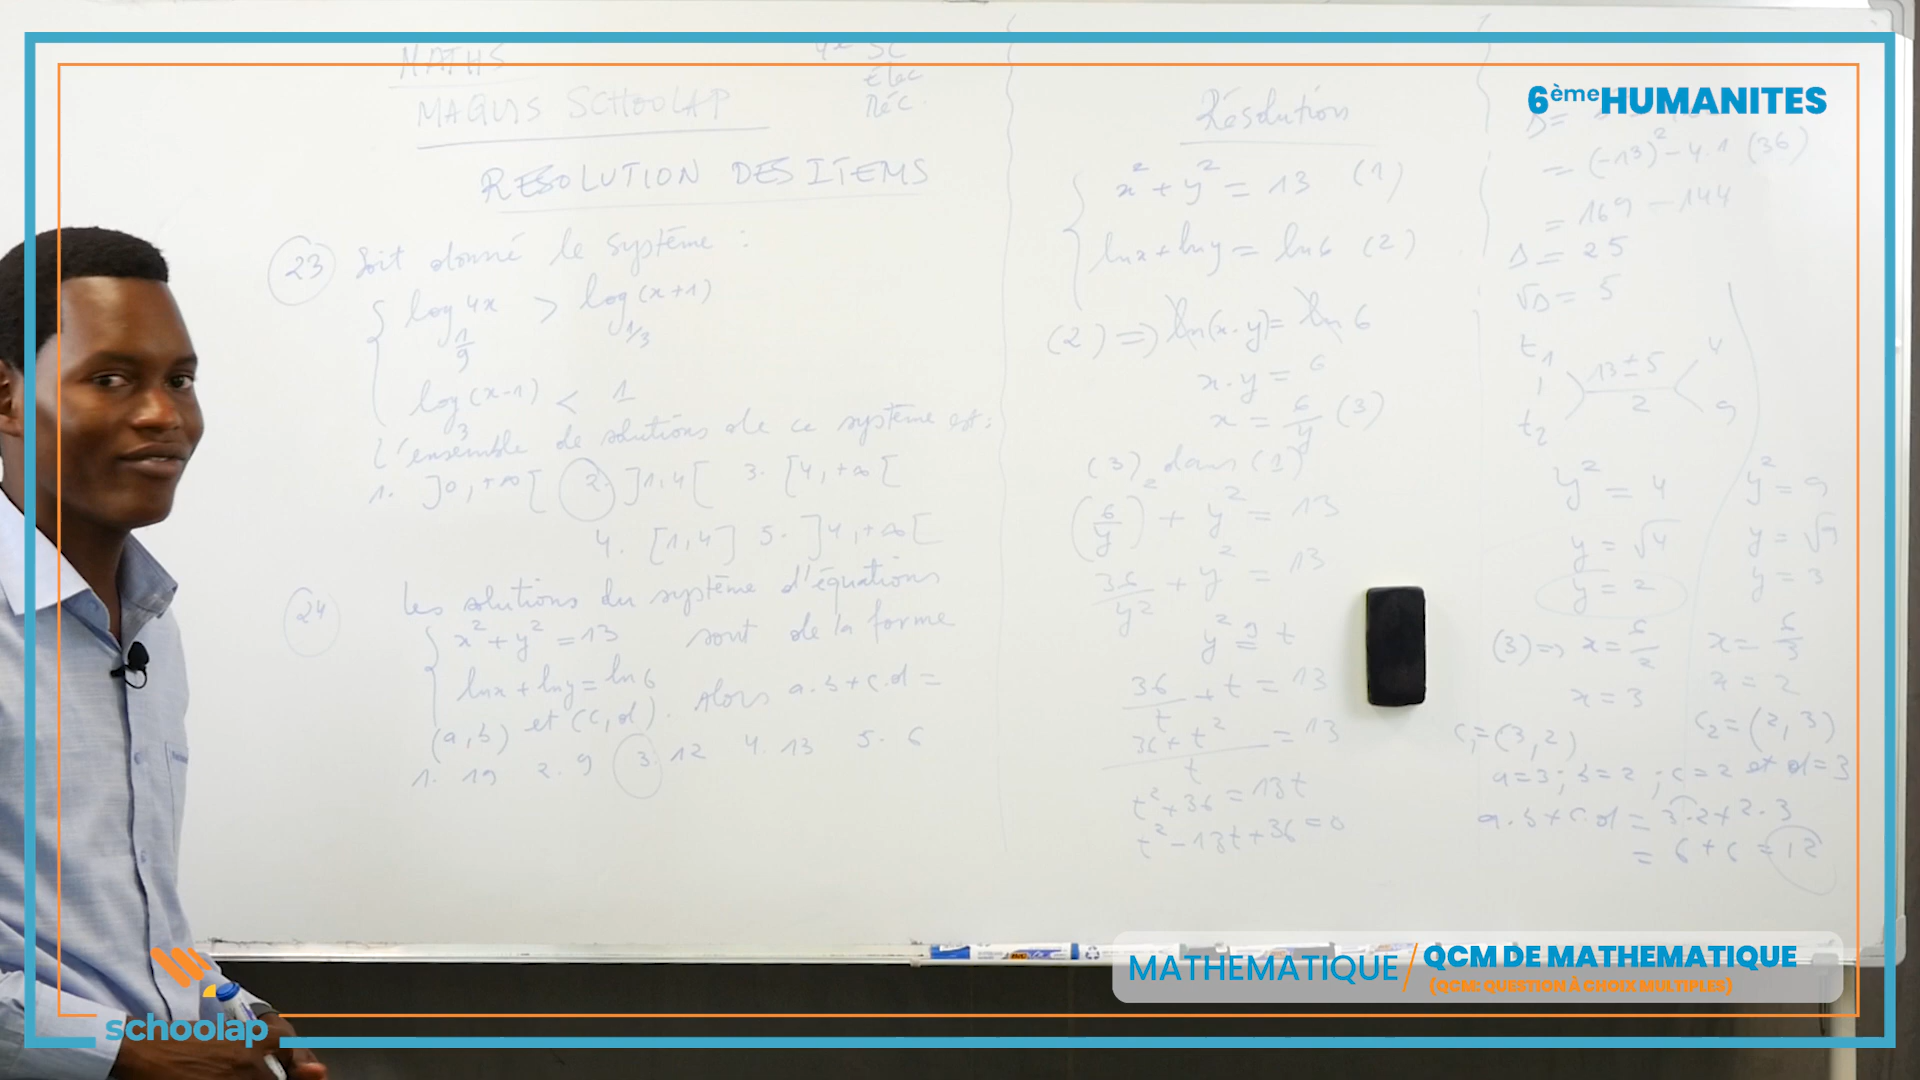 MATHS
4e SC
Élec
Méc.
MAQUIS SCHOOLAP
RESOLUTION DES ITEMS
23 Soit donné le système :
log 4x > log (x+1)
1/9 1/3
log (x-1) < 1
3
L'ensemble de solutions de ce système est :
1. ]0,+∞[ 2. ]1,4[ 3. [4,+∞[
4. [1,4] 5. ]4,+∞[
24 Les solutions du système d'équations
x² + y² = 13 sont de la forme
lnx + lny = ln6
(a,b) et (c,d). Alors a.b+c.d =
1. 19 2. 9 3. 12 4. 13 5. 6
Résolution
x² + y² = 13 (1)
lnx + lny = ln6 (2)
(2) => ln(x.y) = ln 6
x.y = 6
x = 6/y (3)
(3) dans (1)
(6/y)² + y² = 13
36/y² + y² = 13
y² = t
36/t + t = 13
36+t²/t = 13
t² + 36 = 13t
t² - 13t + 36 = 0
= (-13)² - 4.1 (36)
= 169 - 144
Δ = 25
√Δ = 5
t1
13 ± 5 4
2 9
t2
y² = 4 y² = 9
y = √4 y = √9
y = 2 y = 3
(3) => x = 6/2 x = 6/3
x = 3 x = 2
C1 = (3,2) C2 = (2,3)
a=3; b=2; c=2 et d=3
a.b+c.d = 3.2+2.3
= 6 + 6 = 12
6ème HUMANITES
MATHEMATIQUE / QCM DE MATHEMATIQUE
(QCM: QUESTION À CHOIX MULTIPLES)
schoolap